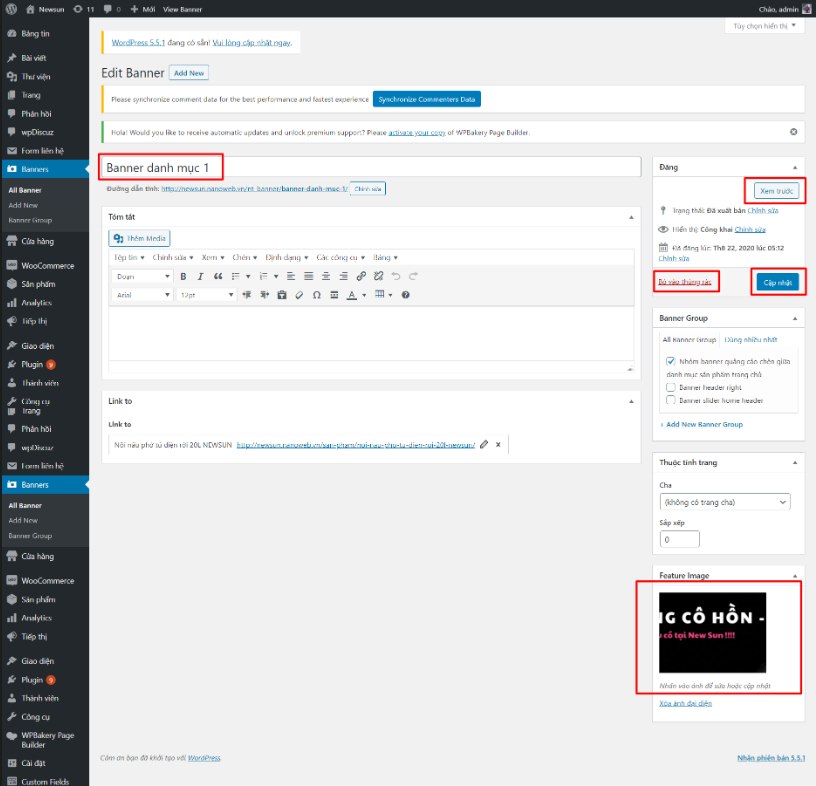 Newsun 11 0 Mới View Banner Chào, admin
Tùy chọn hiển thị
Bảng tin
Bài viết
Thư viện
Trang
Phản hồi
wpDiscuz
Form liên hệ
Banners
All Banner
Add New
Banner Group
Cửa hàng
WooCommerce
Sản phẩm
Analytics
Tiếp thị
Giao diện
Plugin 9
Thành viên
Công cụ
Trang
Phản hồi
wpDiscuz
Form liên hệ
Banners
All Banner
Add New
Banner Group
Cửa hàng
WooCommerce
Sản phẩm
Analytics
Tiếp thị
Giao diện
Plugin 9
Thành viên
Công cụ
WPBakery Page
Builder
Cài đặt
Custom Fields
WordPress 5.5.1 đang có sẵn! Vui lòng cập nhật ngay.
Edit Banner Add New
Please synchronize comment data for the best performance and fastest experience Synchronize Commenters Data
Hola! Would you like to receive automatic updates and unlock premium support? Please activate your copy of WPBakery Page Builder.
Banner danh mục 1
Đường dẫn tĩnh: http://newsun.nanoweb.vn/nt_banner/banner-danh-muc-1/ Chỉnh sửa
Tóm tắt
Thêm Media
Tệp tin Chỉnh sửa Xem Chèn Định dạng Các công cụ Bảng
Đoạn B I
Arial 12pt
Link to
Link to
Nồi nấu phở tủ điện rời 20L NEWSUN http://newsun.nanoweb.vn/san-pham/noi-nau-pho-tu-dien-roi-20l-newsun/ x
Đăng
Xem trước
Trạng thái: Đã xuất bản Chỉnh sửa
Hiển thị: Công khai Chỉnh sửa
Đã đăng lúc: Th8 22, 2020 lúc 05:12
Chỉnh sửa
Bỏ vào thùng rác Cập nhật
Banner Group
All Banner Group Dùng nhiều nhất
Nhóm banner quảng cáo chèn giữa
danh mục sản phẩm trang chủ
Banner header right
Banner slider home header
+ Add New Banner Group
Thuộc tính trang
Cha
(không có trang cha)
Sắp xếp
0
Feature Image
G CÔ HỒN -
cố tại New Sun !!!!
Nhấn vào ảnh để sửa hoặc cập nhật
Xóa ảnh đại diện
Cảm ơn bạn đã khởi tạo với WordPress. Nhận phiên bản 5.5.1